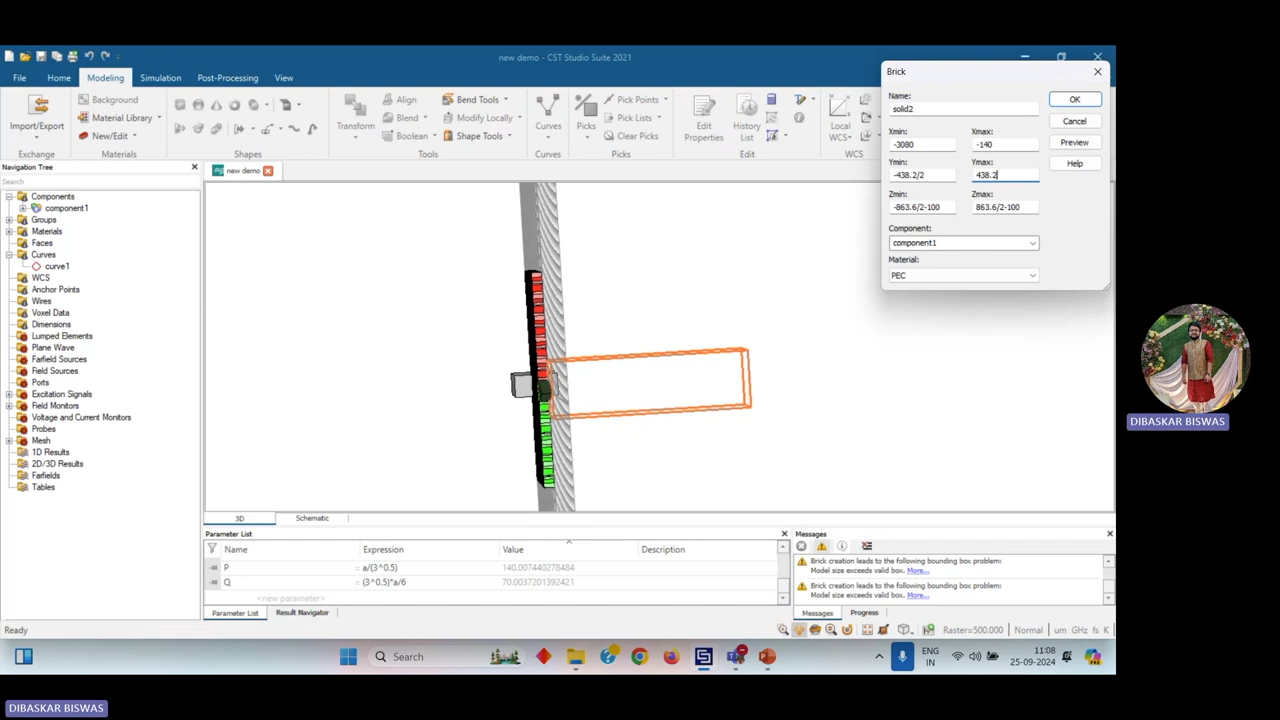 new demo - CST Studio Suite 2021
File Home Modeling Simulation Post-Processing View
Import/Export
Exchange
Background
Material Library
New/Edit
Materials
Shapes
Transform
Align
Blend
Boolean
Bend Tools
Modify Locally
Shape Tools
Tools
Curves
Curves
Picks
Pick Points
Pick Lists
Clear Picks
Picks
Edit Properties
History List
Edit
Local WCS
WCS
Navigation Tree
Search
Components
component1
Groups
Materials
Faces
Curves
curve1
WCS
Anchor Points
Wires
Voxel Data
Dimensions
Lumped Elements
Plane Wave
Farfield Sources
Field Sources
Ports
Excitation Signals
Field Monitors
Voltage and Current Monitors
Probes
Mesh
1D Results
2D/3D Results
Farfields
Tables
new demo
Brick
Name:
solid2
OK
Cancel
Preview
Help
Xmin: Xmax:
-3080 -140
Ymin: Ymax:
-438.2/2 438.2
Zmin: Zmax:
-863.6/2-100 863.6/2-100
Component:
component1
Material:
PEC
3D Schematic
Parameter List
Name Expression Value Description
P = a/(3^0.5) 140.007440278484
Q = (3^0.5)*a/6 70.0037201392421
<new parameter>
Parameter List Result Navigator
Messages
Brick creation leads to the following bounding box problem:
Model size exceeds valid box. More...
Brick creation leads to the following bounding box problem:
Model size exceeds valid box. More...
Messages Progress
Ready
Raster=500.000 Normal um GHz fs K
Search
ENG
IN
11:08
25-09-2024
DIBASKAR BISWAS
DIBASKAR BISWAS